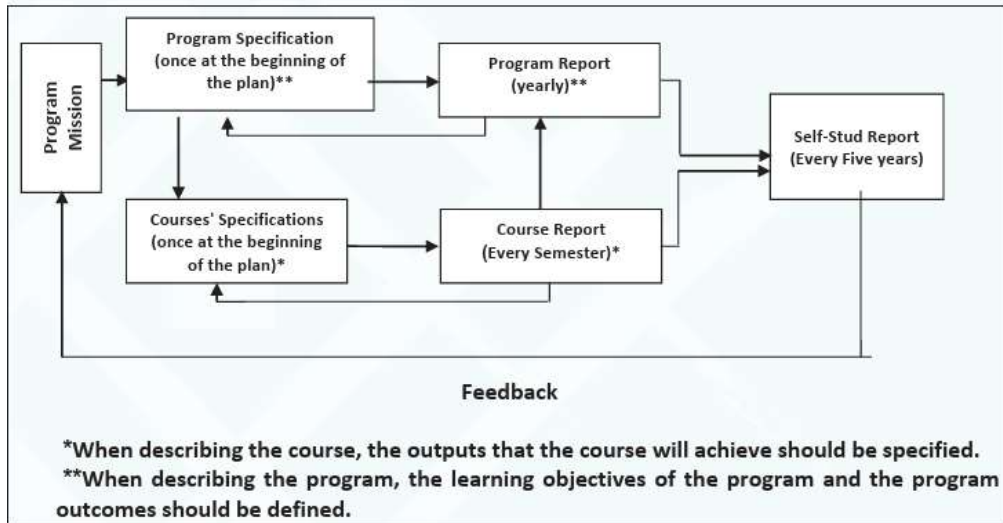 Program
Mission
Program Specification
(once at the beginning of
the plan)**
Program Report
(yearly)**
Self-Stud Report
(Every Five years)
Courses' Specifications
(once at the beginning
of the plan)*
Course Report
(Every Semester)*
Feedback
*When describing the course, the outputs that the course will achieve should be specified.
**When describing the program, the learning objectives of the program and the program
outcomes should be defined.